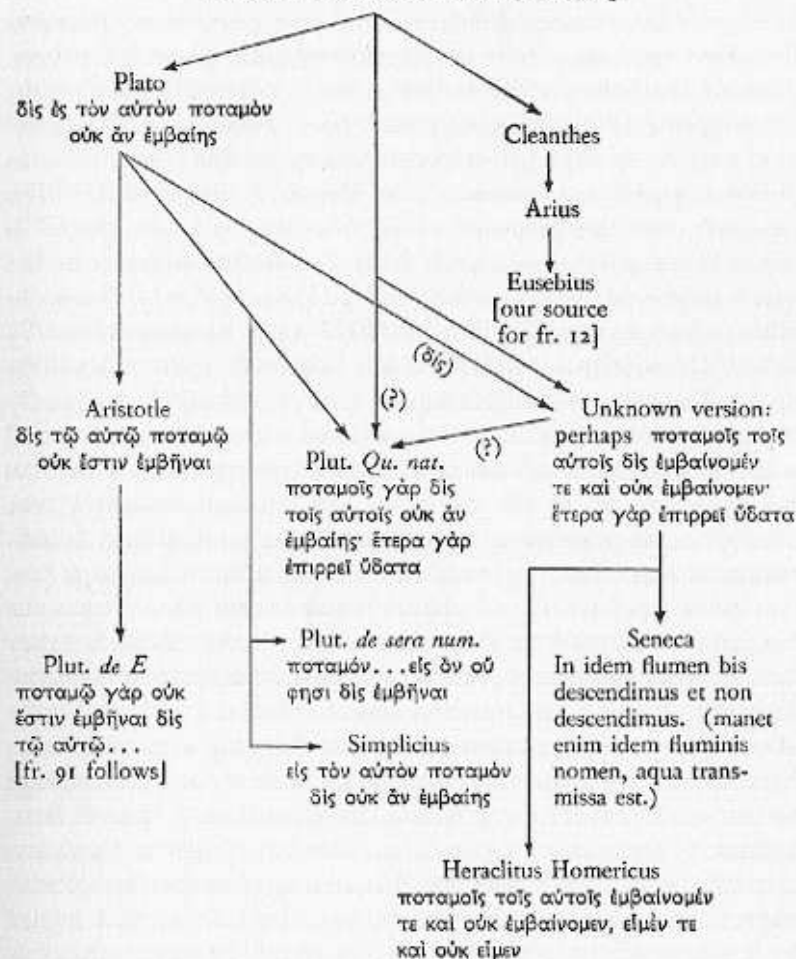 Plato
δὶς ἐς τὸν αὐτὸν ποταμὸν
οὐκ ἂν ἐμβαίης
Cleanthes
Arius
Eusebius
[our source
for fr. 12]
(δίς)
(?)
(?)
Aristotle
δὶς τῷ αὐτῷ ποταμῷ
οὐκ ἔστιν ἐμβῆναι
Plut. Qu. nat.
ποταμοῖς γὰρ δὶς
τοῖς αὐτοῖς οὐκ ἂν
ἐμβαίης· ἕτερα γὰρ
ἐπιρρεῖ ὕδατα
Unknown version:
perhaps ποταμοῖς τοῖς
αὐτοῖς δὶς ἐμβαίνομέν
τε καὶ οὐκ ἐμβαίνομεν·
ἕτερα γὰρ ἐπιρρεῖ ὕδατα
Plut. de E
ποταμῷ γὰρ οὐκ
ἔστιν ἐμβῆναι δὶς
τῷ αὐτῷ...
[fr. 91 follows]
Plut. de sera num.
ποταμόν...εἰς ὃν οὔ
φησι δὶς ἐμβῆναι
Simplicius
εἰς τὸν αὐτὸν ποταμὸν
δὶς οὐκ ἂν ἐμβαίης
Seneca
In idem flumen bis
descendimus et non
descendimus. (manet
enim idem fluminis
nomen, aqua trans-
missa est.)
Heraclitus Homericus
ποταμοῖς τοῖς αὐτοῖς ἐμβαίνομέν
τε καὶ οὐκ ἐμβαίνομεν, εἶμέν τε
καὶ οὐκ εἶμεν